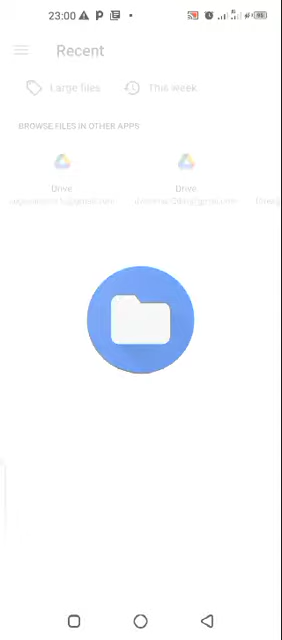 23:00
Recent
Large files
This week
BROWSE FILES IN OTHER APPS
Drive
Drive